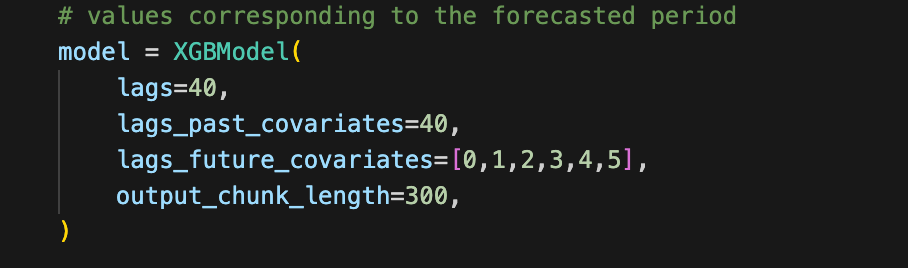 # values corresponding to the forecasted period
model = XGBModel(
    lags=40,
    lags_past_covariates=40,
    lags_future_covariates=[0,1,2,3,4,5],
    output_chunk_length=300,
)